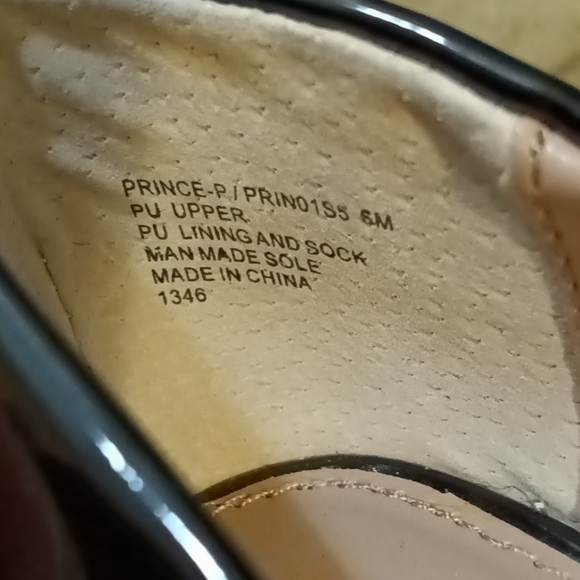 PRINCE-P / PRIN01S5 6M
PU UPPER
PU LINING AND SOCK
MAN MADE SOLE
MADE IN CHINA
1346